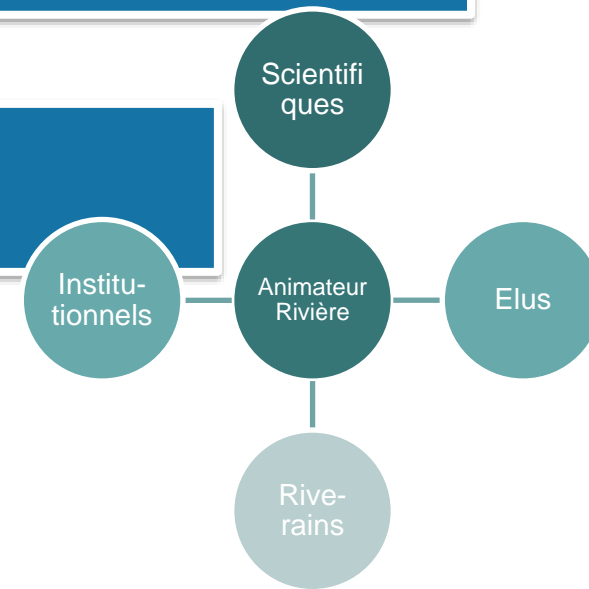 Scientifi
ques
Institu-
tionnels
Animateur
Rivière
Elus
Rive-
rains